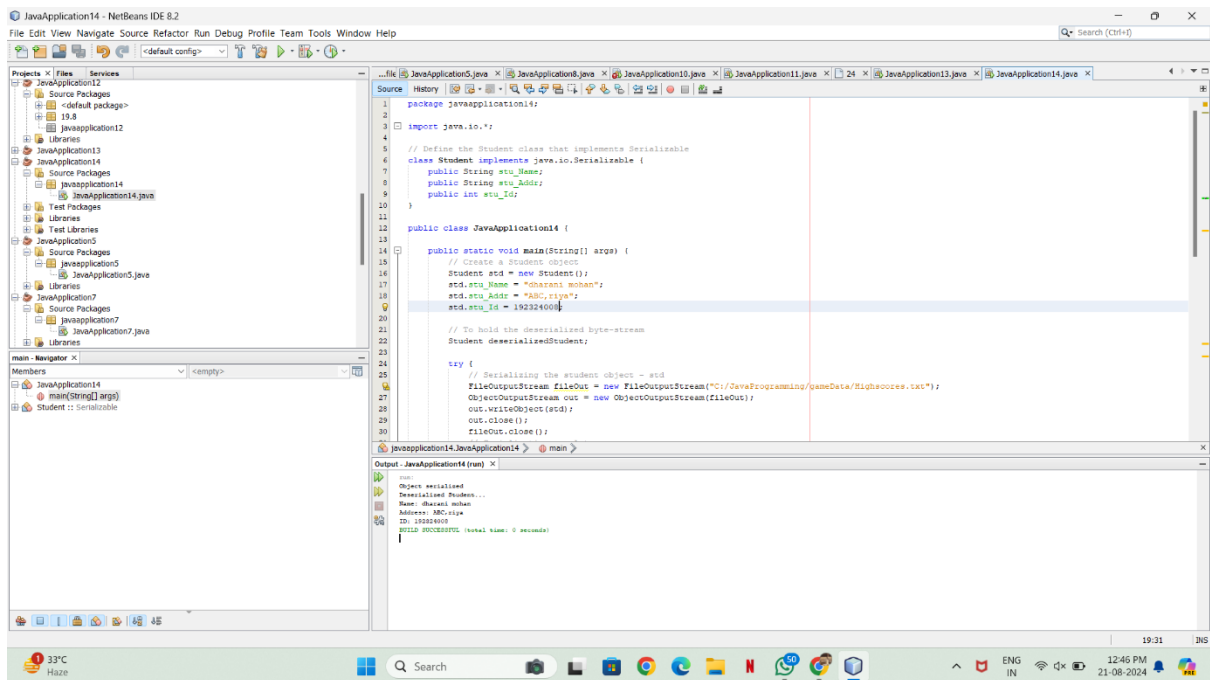 JavaApplication14 - NetBeans IDE 8.2
File Edit View Navigate Source Refactor Run Debug Profile Team Tools Window Help
Search (Ctrl+I)
<default config>
Projects Files Services
JavaApplication12
Source Packages
<default package>
19.8
javaapplication12
Libraries
JavaApplication13
JavaApplication14
Source Packages
javaapplication14
JavaApplication14.java
Test Packages
Libraries
Test Libraries
JavaApplication5
Source Packages
javaapplication5
JavaApplication5.java
Libraries
JavaApplication7
Source Packages
javaapplication7
JavaApplication7.java
Libraries
main - Navigator
Members <empty>
JavaApplication14
main(String[] args)
Student :: Serializable
...file JavaApplication5.java JavaApplication8.java JavaApplication10.java JavaApplication11.java 24 JavaApplication13.java JavaApplication14.java
Source History
1 package javaapplication14;
2
3 import java.io.*;
4
5 // Define the Student class that implements Serializable
6 class Student implements java.io.Serializable {
7 public String stu_Name;
8 public String stu_Addr;
9 public int stu_Id;
10 }
11
12 public class JavaApplication14 {
13
14 public static void main(String[] args) {
15 // Create a Student object
16 Student std = new Student();
17 std.stu_Name = "dharani mohan";
18 std.stu_Addr = "ABC,riya";
std.stu_Id = 192324008;
20
21 // To hold the deserialized byte-stream
22 Student deserializedStudent;
23
24 try {
25 // Serializing the student object - std
FileOutputStream fileOut = new FileOutputStream("C:/JavaProgramming/gameData/Highscores.txt");
27 ObjectOutputStream out = new ObjectOutputStream(fileOut);
28 out.writeObject(std);
29 out.close();
30 fileOut.close();
javaapplication14.JavaApplication14 main
Output - JavaApplication14 (run)
run:
Object serialized
Deserialized Student...
Name: dharani mohan
Address: ABC,riya
ID: 192324008
BUILD SUCCESSFUL (total time: 0 seconds)
19:31 INS
1
33°C
Haze
Search
50
ENG
IN
12:46 PM
21-08-2024
PRE